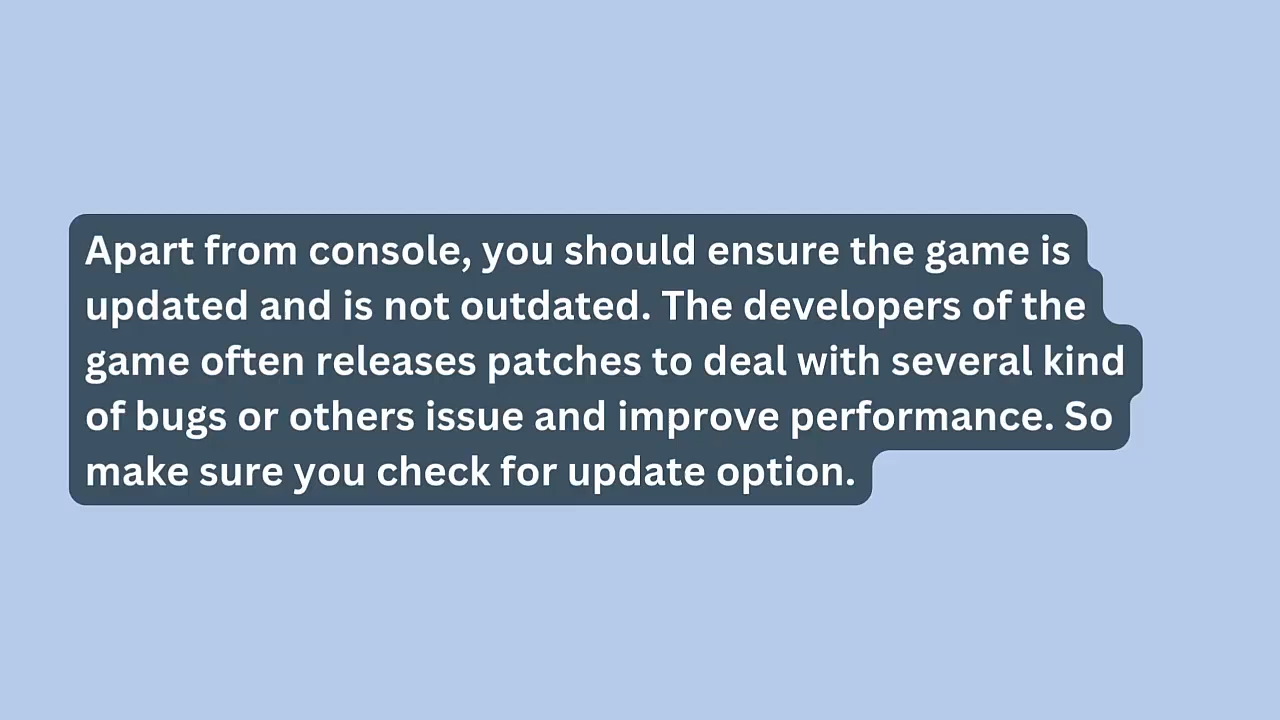 Apart from console, you should ensure the game is
updated and is not outdated. The developers of the
game often releases patches to deal with several kind
of bugs or others issue and improve performance. So
make sure you check for update option.